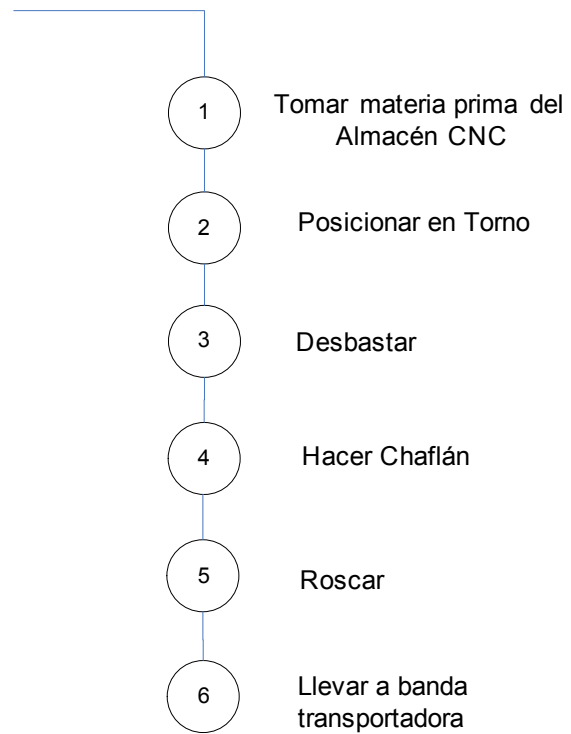 1
Tomar materia prima del
Almacén CNC
2
Posicionar en Torno
3
Desbastar
4
Hacer Chaflán
5
Roscar
6
Llevar a banda
transportadora